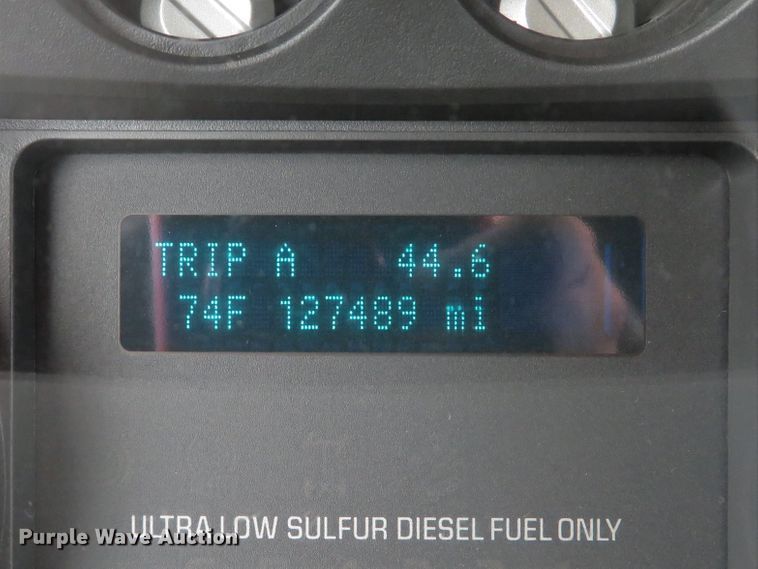 TRIP A 44.6
74F 127489 mi
ULTRA LOW SULFUR DIESEL FUEL ONLY
Purple Wave Auction